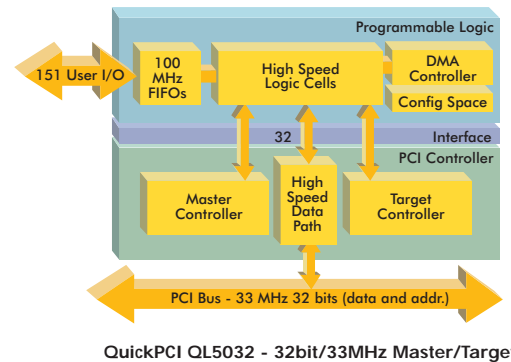 Programmable Logic
151 User I/O
100
MHz
FIFOs
High Speed
Logic Cells
DMA
Controller
Config Space
32
Interface
PCI Controller
Master
Controller
High
Speed
Data
Path
Target
Controller
PCI Bus - 33 MHz 32 bits (data and addr.)
QuickPCI QL5032 - 32bit/33MHz Master/Targe